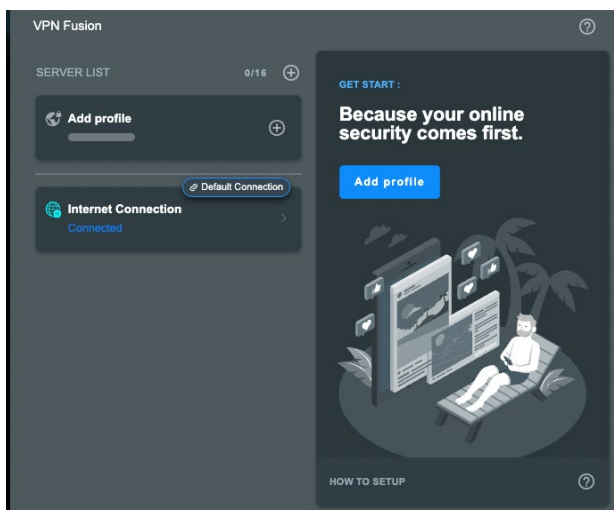 VPN Fusion
SERVER LIST
0/16
Add profile
Default Connection
Internet Connection
Connected
GET START :
Because your online
security comes first.
Add profile
HOW TO SETUP